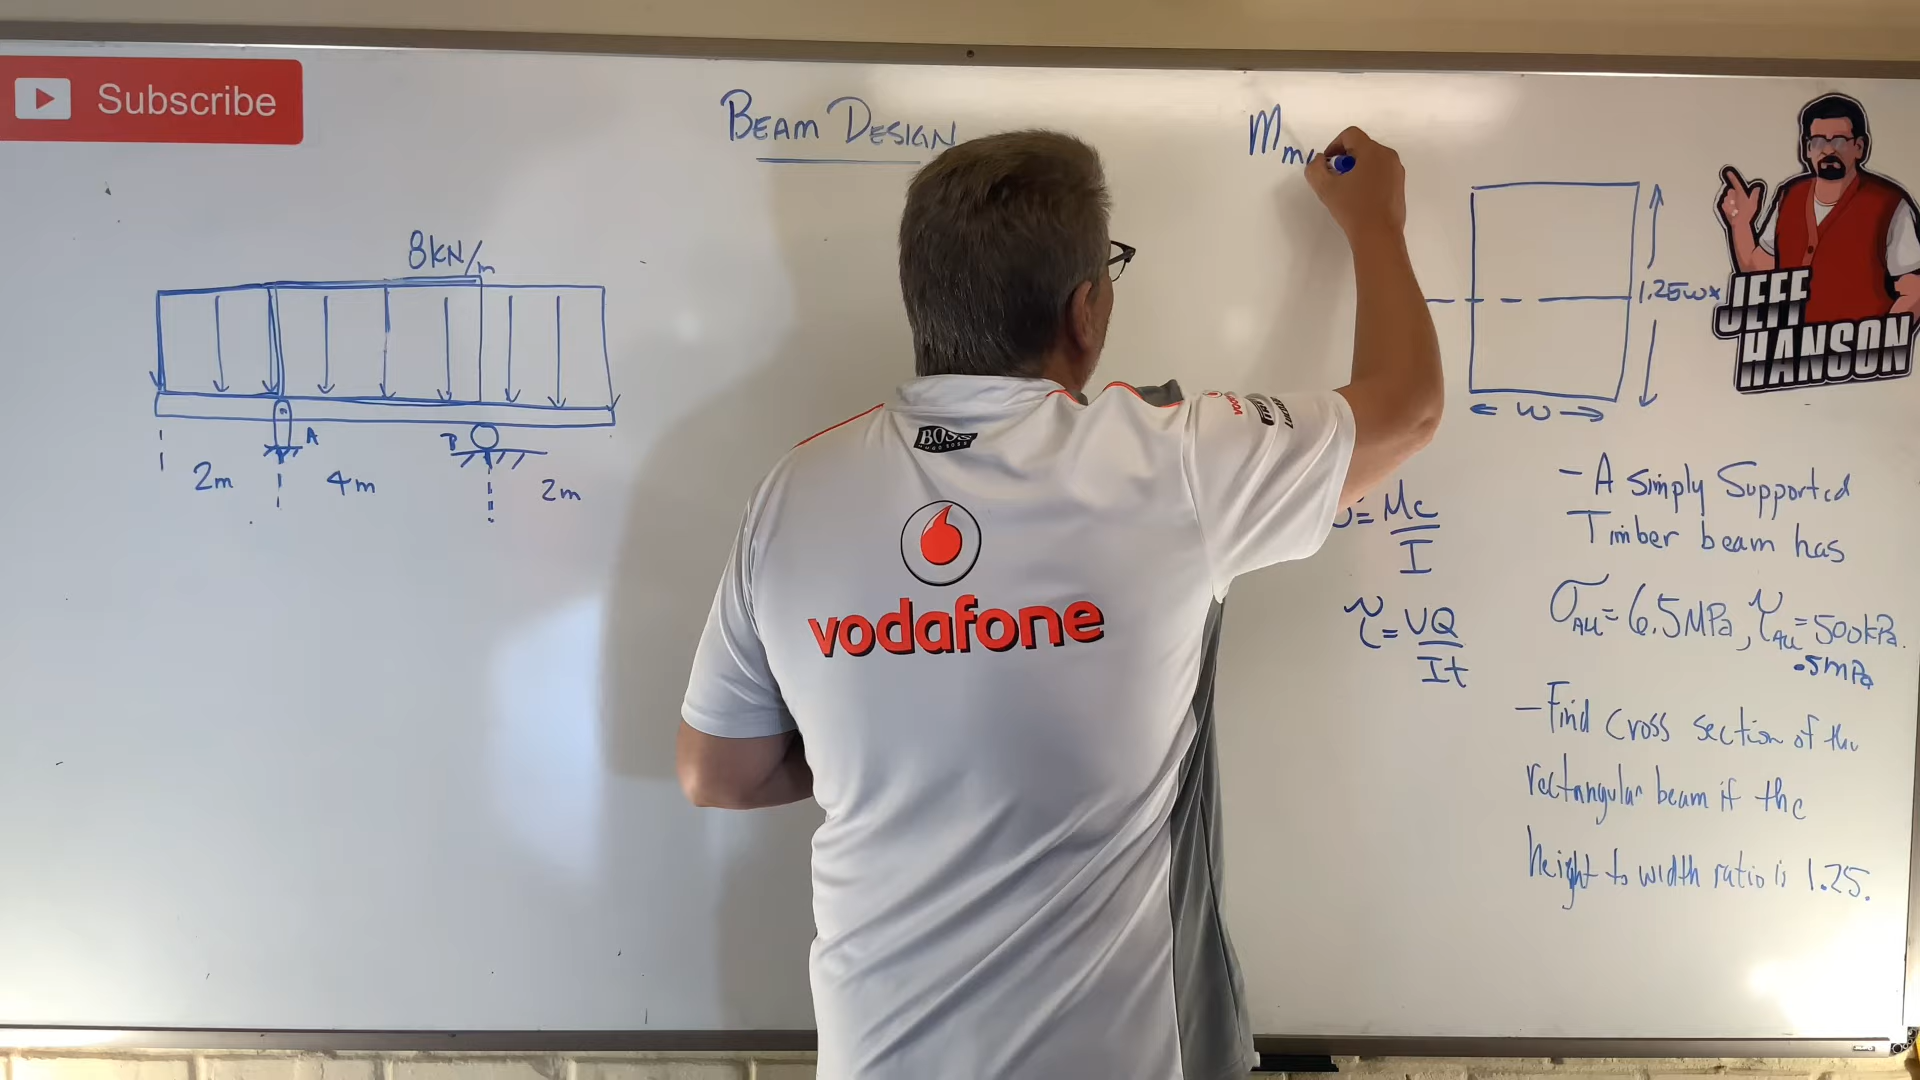 Subscribe
BEAM DESIGN
8kN/m
A
B
2m
4m
2m
M
1.25w
w
JEFF
HANSON
BOSS
HUGO BOSS
vodafone
= Mc
I
τ = VQ
It
- A simply Supported
Timber beam has
σALL = 6.5MPa, τALL = 500kPa.
.5mPa
- Find cross section of the
rectangular beam if the
height to width ratio is 1.25.